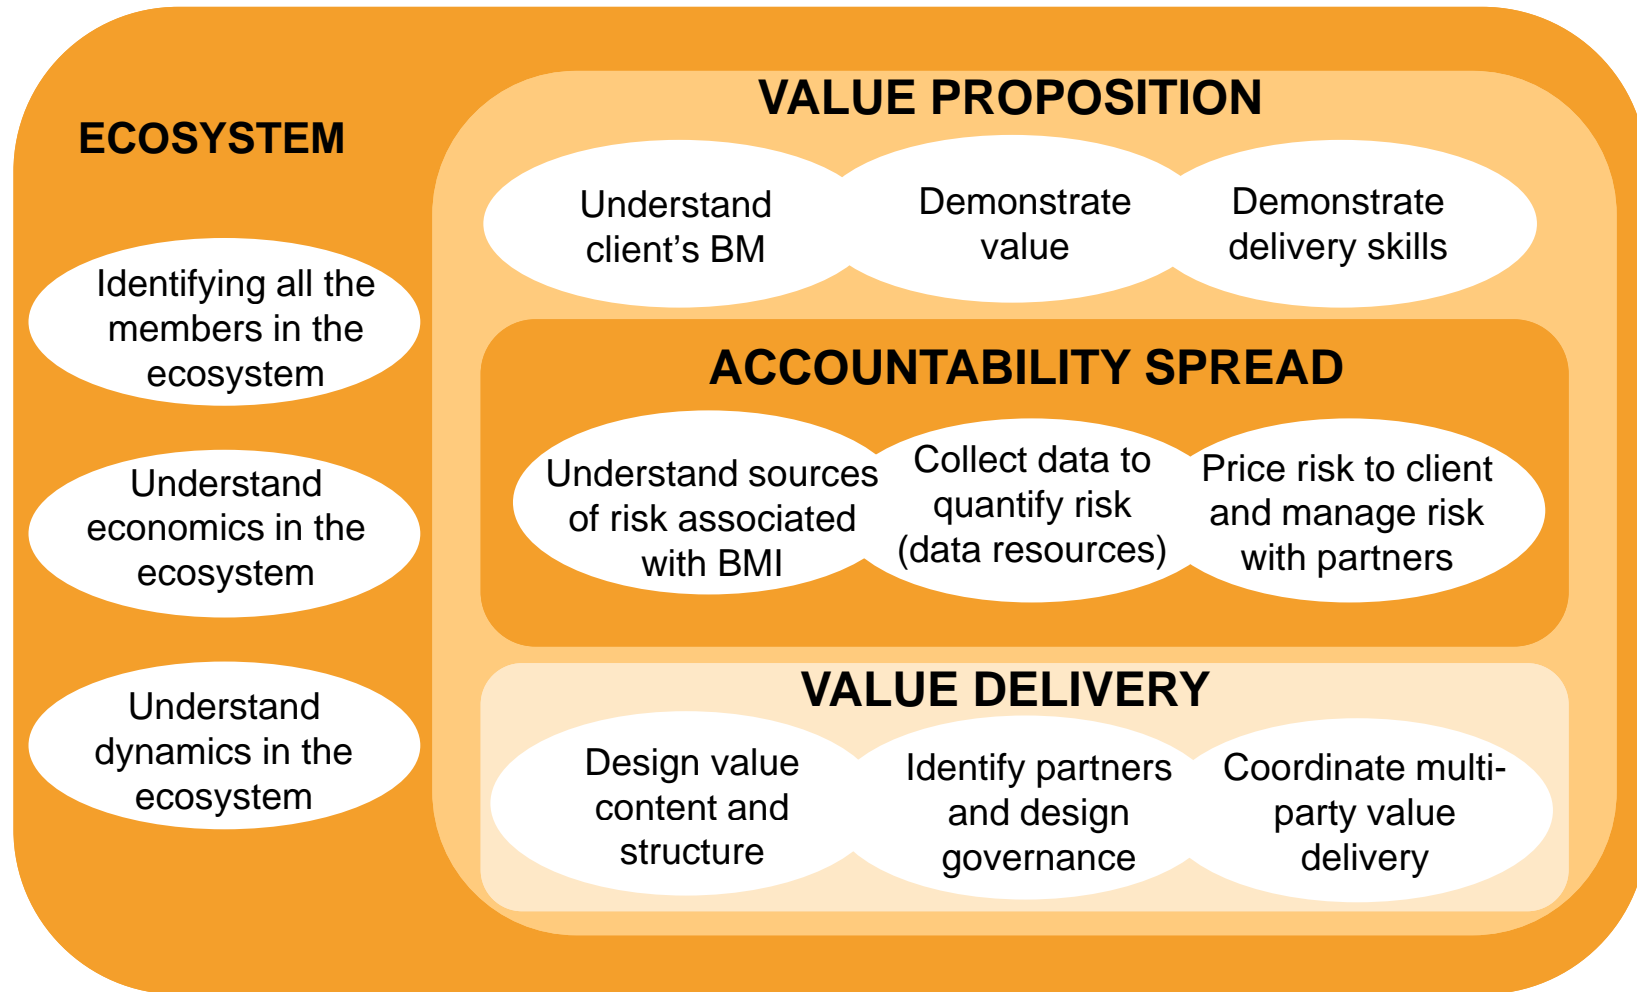 ECOSYSTEM
Identifying all the
members in the
ecosystem
Understand
economics in the
ecosystem
Understand
dynamics in the
ecosystem
VALUE PROPOSITION
Understand
client’s BM
Demonstrate
value
Demonstrate
delivery skills
ACCOUNTABILITY SPREAD
Understand sources
of risk associated
with BMI
Collect data to
quantify risk
(data resources)
Price risk to client
and manage risk
with partners
VALUE DELIVERY
Design value
content and
structure
Identify partners
and design
governance
Coordinate multi-
party value
delivery